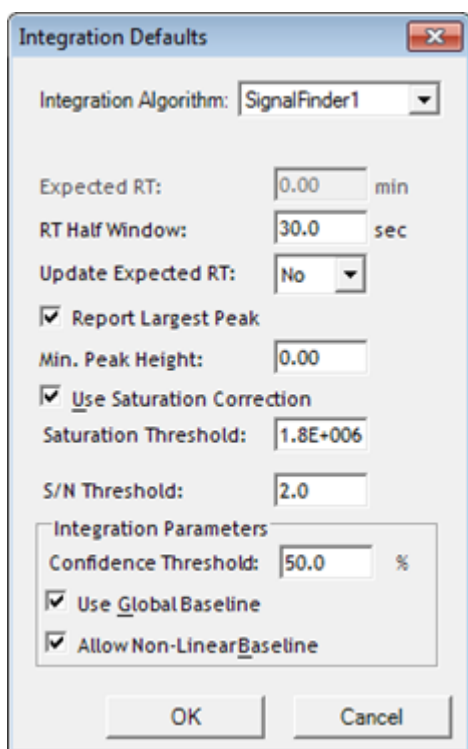 Integration Defaults
Integration Algorithm: SignalFinder1
Expected RT: 0.00 min
RT Half Window: 30.0 sec
Update Expected RT: No
Report Largest Peak
Min. Peak Height: 0.00
Use Saturation Correction
Saturation Threshold: 1.8E+006
S/N Threshold: 2.0
Integration Parameters
Confidence Threshold: 50.0 %
Use Global Baseline
Allow Non-Linear Baseline
OK Cancel